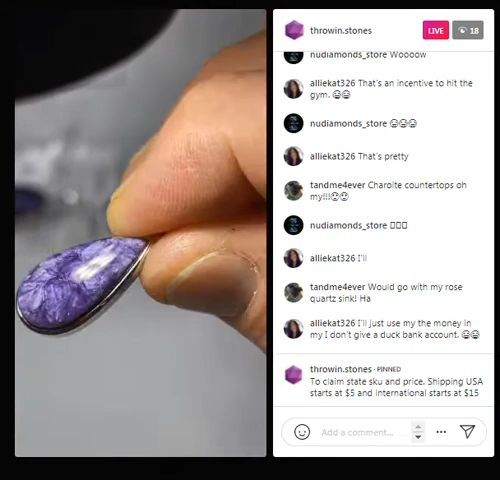 throwin.stones LIVE 18
nudiamonds_store Woooow
alliekat326 That's an incentive to hit the
gym. 😂😂
nudiamonds_store 😂😂😂
alliekat326 That's pretty
tandme4ever Charoite countertops oh
my!!!😍😍
nudiamonds_store
alliekat326 I'll
tandme4ever Would go with my rose
quartz sink! Ha
alliekat326 I'll just use my the money in
my I don't give a duck bank account. 😂😂
throwin.stones · PINNED
To claim state sku and price. Shipping USA
starts at $5 and international starts at $15
Add a comment...